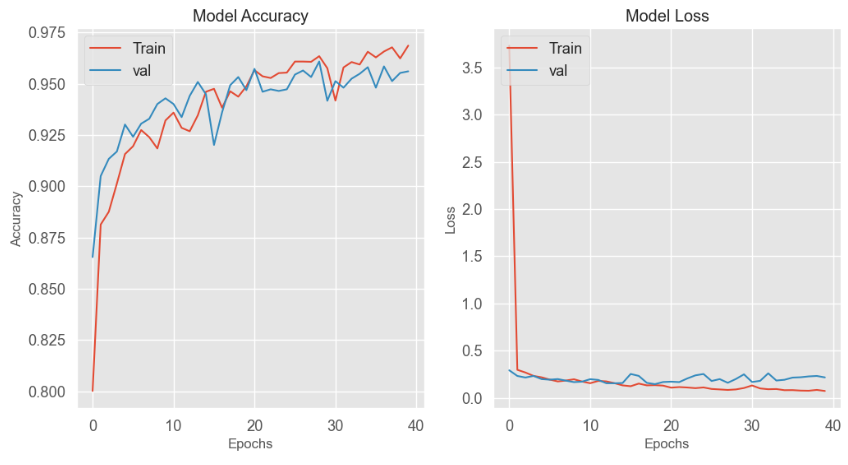 Model Accuracy
Train
val
0.975
0.950
0.925
0.900
0.875
0.850
0.825
0.800
Accuracy
0
10
20
30
40
Epochs
Model Loss
Train
val
3.5
3.0
2.5
2.0
1.5
1.0
0.5
0.0
Loss
0
10
20
30
40
Epochs